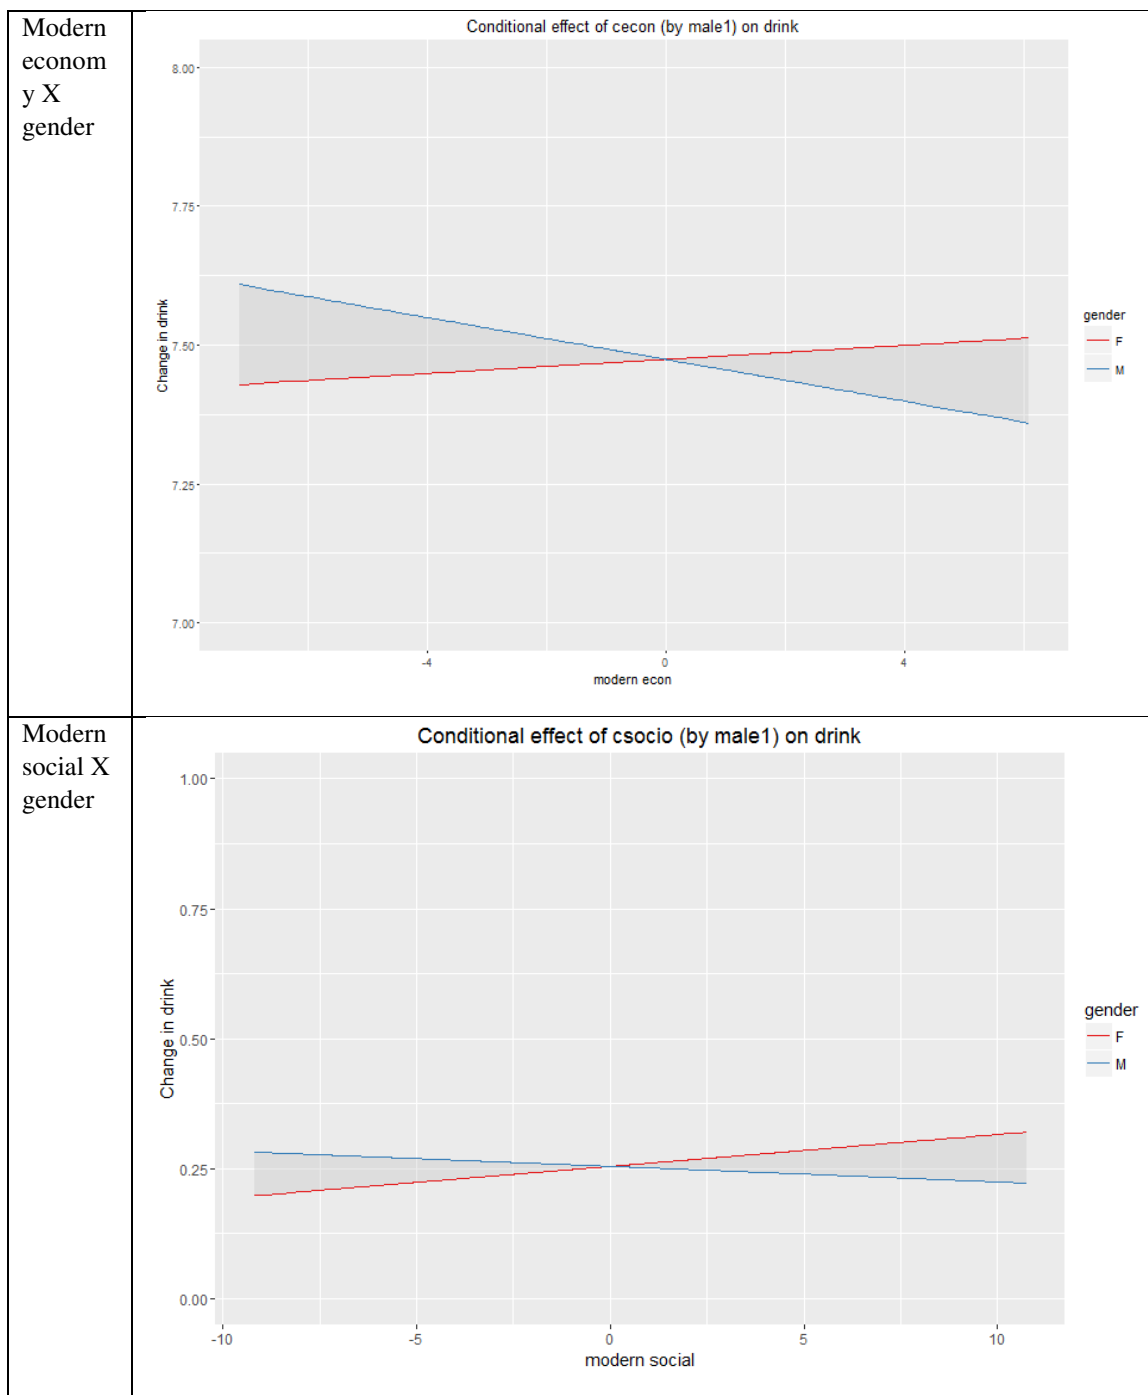 Modern
econom
y X
gender
Conditional effect of cecon (by male1) on drink
8.00
7.75
7.50
7.25
7.00
Change in drink
-4
0
4
modern econ
gender
F
M
Modern
social X
gender
Conditional effect of csocio (by male1) on drink
1.00
0.75
0.50
0.25
0.00
Change in drink
-10
-5
0
5
10
modern social
gender
F
M